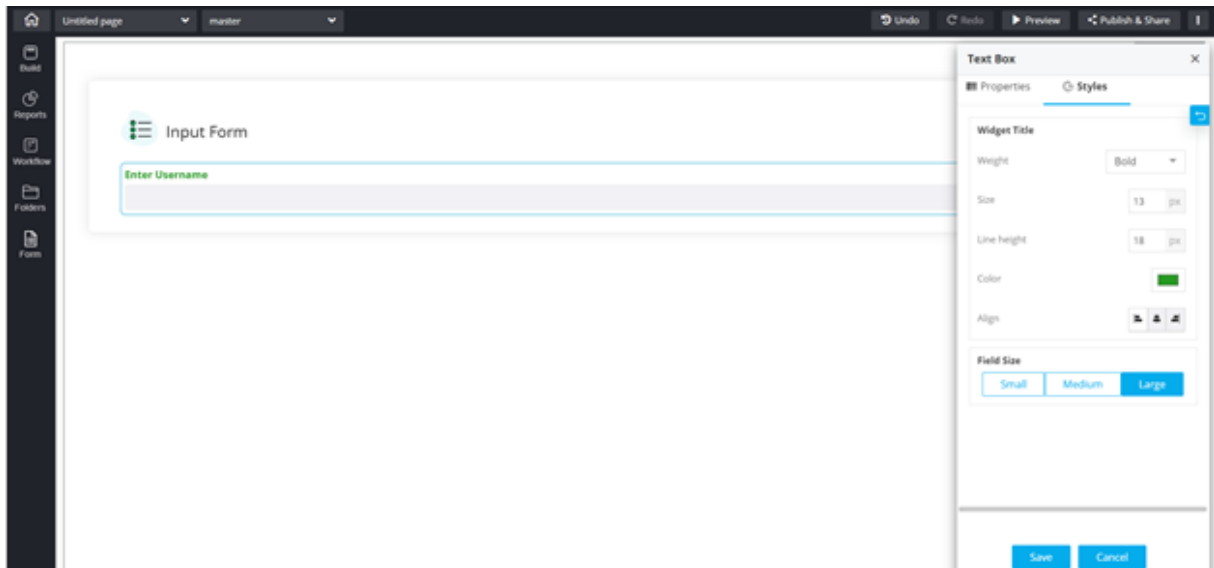 Untitled page master Undo Redo Preview Publish & Share
Build
Reports
Workflow
Folders
Form
Input Form
Enter Username
Text Box
Properties Styles
Widget Title
Weight Bold
Size 13 px
Line height 18 px
Color
Align
Field Size
Small Medium Large
Save Cancel